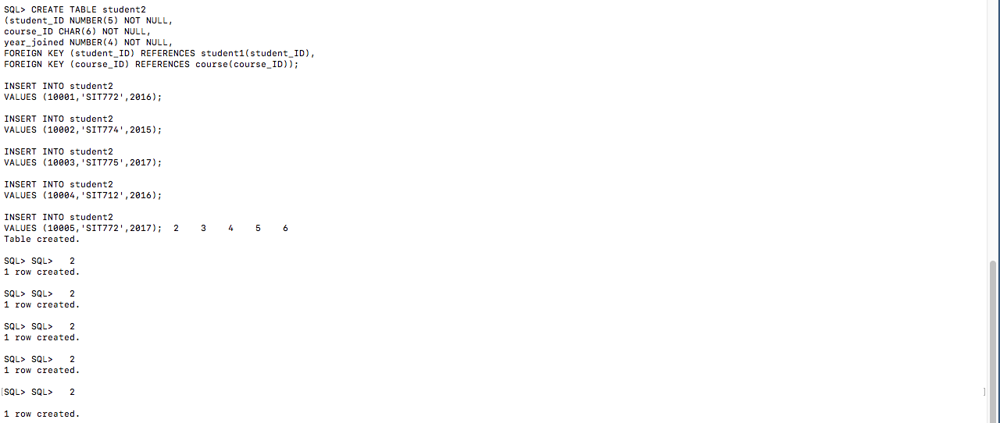 SQL> CREATE TABLE student2
(student_ID NUMBER(5) NOT NULL,
course_ID CHAR(6) NOT NULL,
year_joined NUMBER(4) NOT NULL,
FOREIGN KEY (student_ID) REFERENCES student1(student_ID),
FOREIGN KEY (course_ID) REFERENCES course(course_ID));
INSERT INTO student2
VALUES (10001,'SIT772',2016);
INSERT INTO student2
VALUES (10002,'SIT774',2015);
INSERT INTO student2
VALUES (10003,'SIT775',2017);
INSERT INTO student2
VALUES (10004,'SIT712',2016);
INSERT INTO student2
VALUES (10005,'SIT772',2017);  2    3    4    5    6
Table created.
SQL> SQL>   2
1 row created.
SQL> SQL>   2
1 row created.
SQL> SQL>   2
1 row created.
SQL> SQL>   2
1 row created.
[SQL> SQL>   2 ]
1 row created.